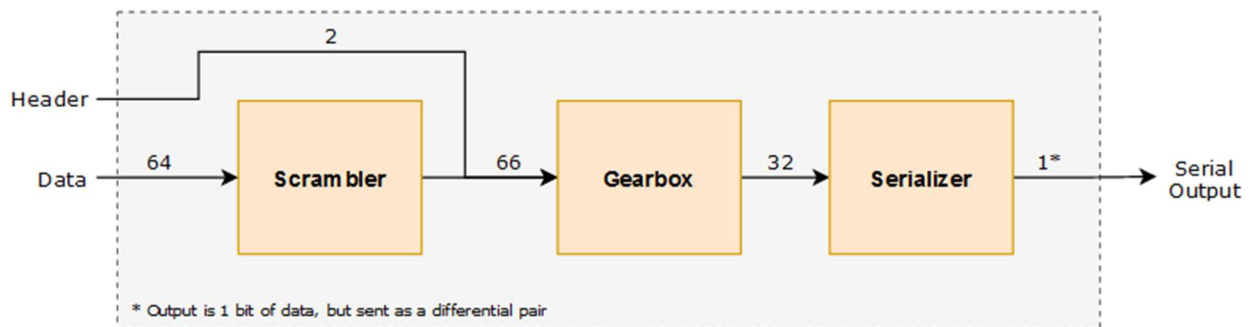 2
Header
Data
64
Scrambler
66
Gearbox
32
Serializer
1*
Serial
Output
* Output is 1 bit of data, but sent as a differential pair